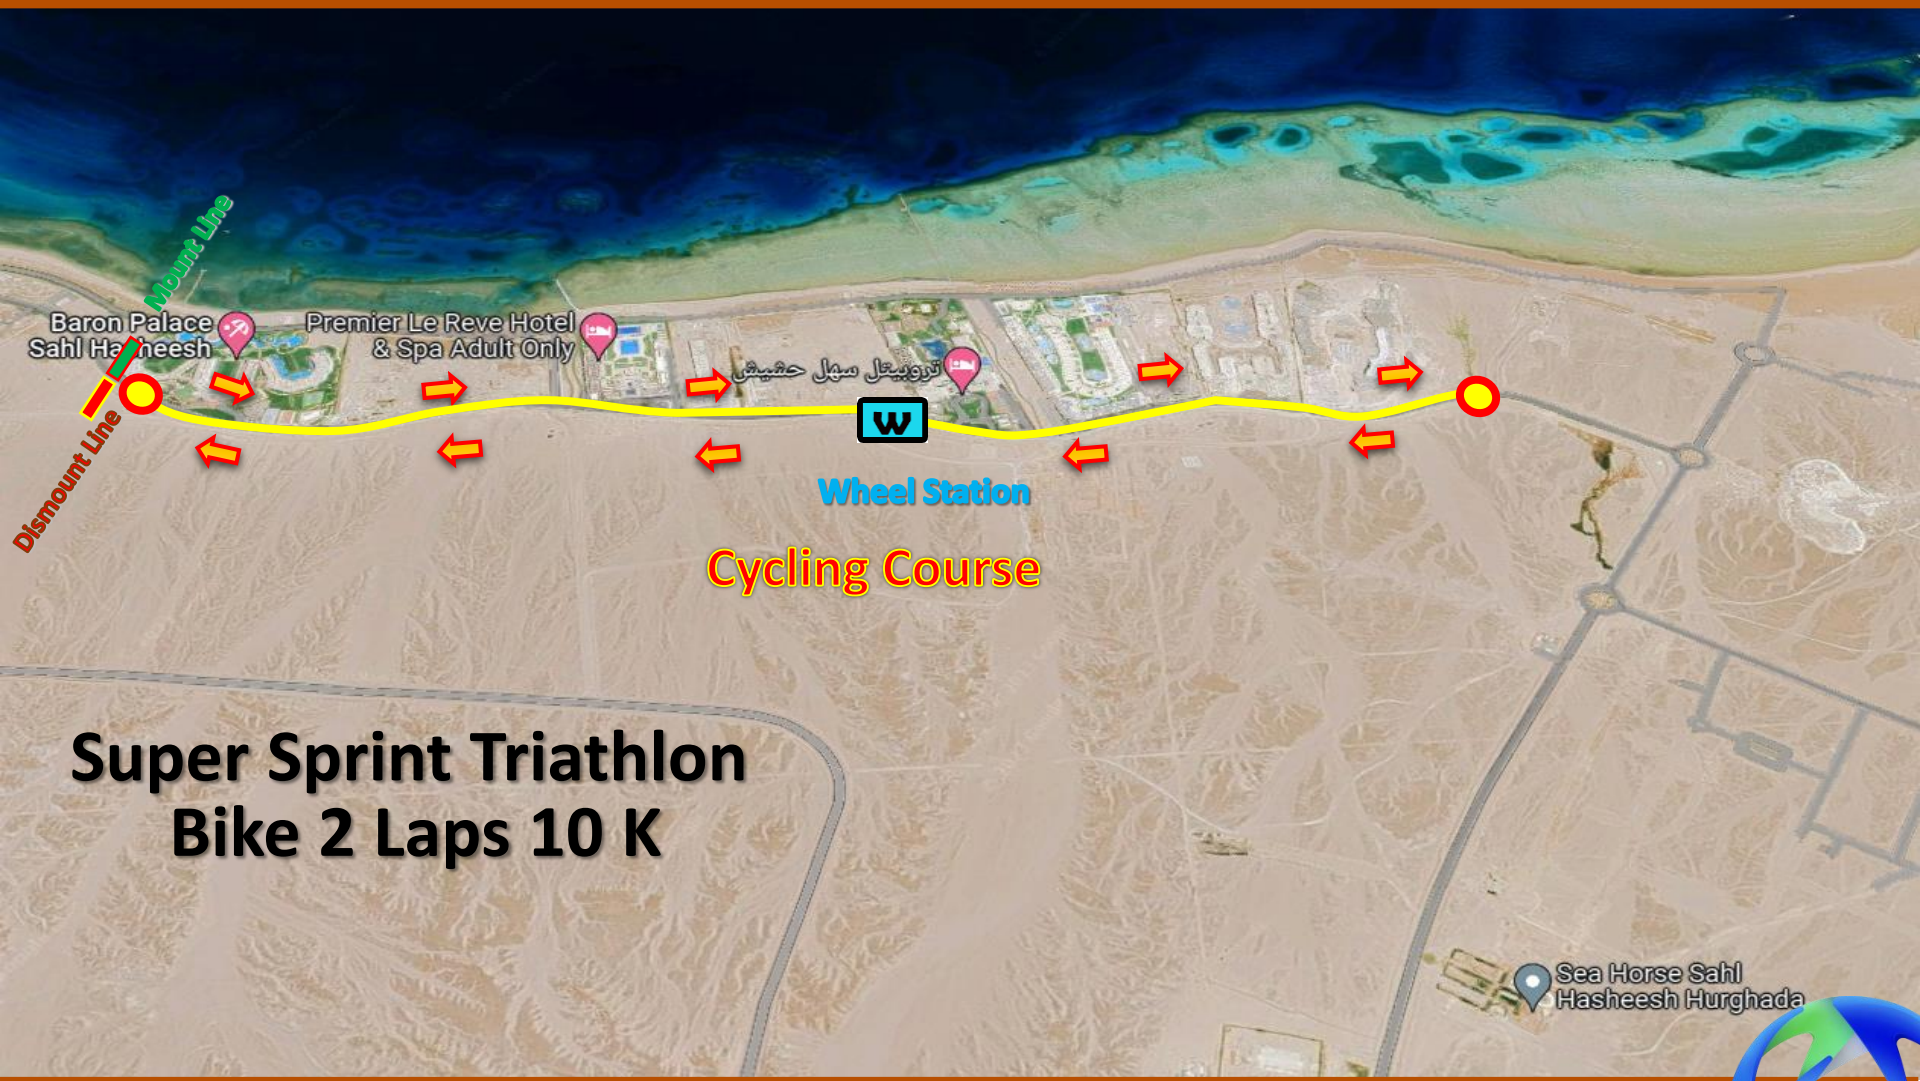 Mount Line
Baron Palace
Sahl Hasheesh
Premier Le Reve Hotel
& Spa Adult Only
تروبيتل سهل حشيش
W
Dismount Line
Wheel Station
Cycling Course
Super Sprint Triathlon
Bike 2 Laps 10 K
Sea Horse Sahl
Hasheesh Hurghada